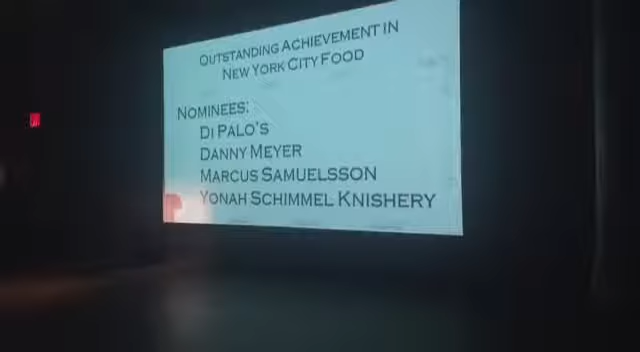 OUTSTANDING ACHIEVEMENT IN
NEW YORK CITY FOOD
NOMINEES:
DI PALO'S
DANNY MEYER
MARCUS SAMUELSSON
YONAH SCHIMMEL KNISHERY